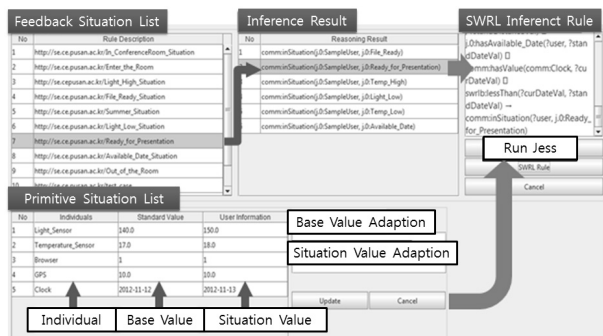 Feedback Situation List
Inference Result
SWRL Inferenct Rule
No Rule Description
1 http://se.ce.pusan.ac.kr/In_ConferenceRoom_Situation
2 http://se.ce.pusan.ac.kr/Enter_the_Room
3 http://se.cepusan.ac.kr/Light_High_Situation
4 http://se.ce.pusan.ac.kr/File_Ready_Situation
5 http://se.ce.pusan.ac.kr/Summer_Situation
6 http://se.ce.pusan.ac.kr/Light_Low_Situation
7 http://se.ce.pusan.ac.kr/Ready_for_Presentation
8 http://se.ce.pusan.ac.kr/Available_Date_Situation
9 http://se.ce.pusan.ac.kr/Out_of_the_Room
No Reasoning Result
1 comm:inSituation(j.0:SampleUser, j.0:File_Ready)
comm:inSituation(j.0:SampleUser, j.0:Ready_for_Presentation)
comm:inSituation(j.0:SampleUser, j.0:Temp_High)
4 comm:inSituation(j.0:SampleUser, j.0:Light_Low)
5 comm:inSituation(j.0:SampleUser, j.0:Temp_Low)
6 comm:inSituation(j.0:SampleUser, j.0:Available_Date)
j.0:hasAvailable_Date(?user, ?stan
dDateVal)
comm:hasValue(comm:Clock, ?cu
rDateVal)
swrlb:lessThan(?curDateVal, ?stan
dDateVal) →
comm:inSituation(?user, j.0:Ready_
for_Presentation)
Run Jess
SWRL Rule
Cancel
Primitive Situation List
No Individuals Standard Value User Information
1 Light_Sensor 140.0 150.0
2 Temperature_Sensor 17.0 18.0
3 Browser 1 1
4 GPS 10.0 10.0
5 Clock 2012-11-12 2012-11-13
Base Value Adaption
Situation Value Adaption
Update Cancel
Individual Base Value Situation Value